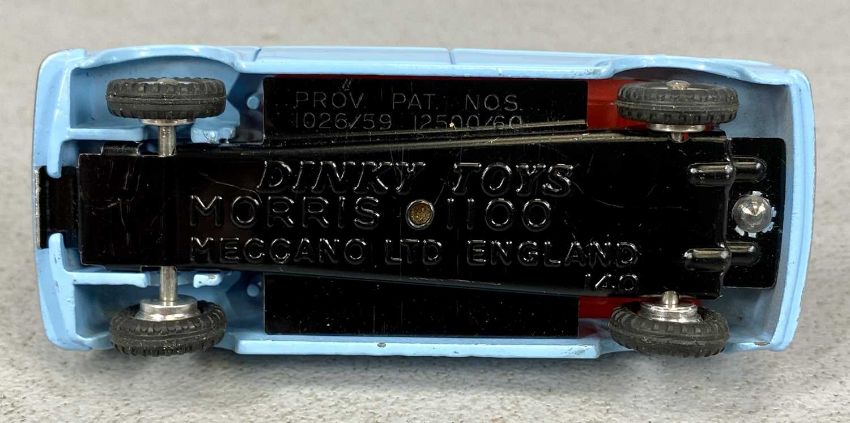 PROV. PAT. NOS.
1026/59 12500/60
DINKY TOYS
MORRIS 1100
MECCANO LTD ENGLAND
140